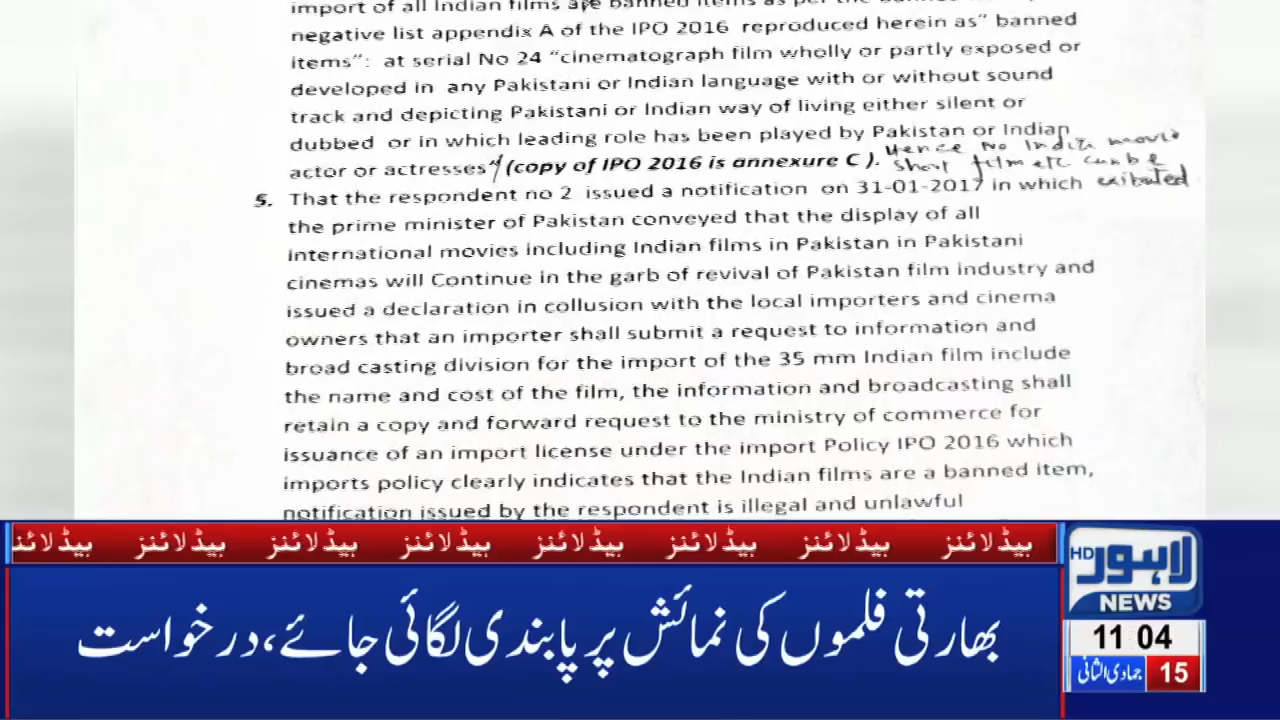 import of all Indian films are banned items as per the banned
negative list appendix A of the IPO 2016 reproduced herein as" banned
items": at serial No 24 "cinematograph film wholly or partly exposed or
developed in any Pakistani or Indian language with or without sound
track and depicting Pakistani or Indian way of living either silent or
dubbed or in which leading role has been played by Pakistan or Indian
actor or actresses" (copy of IPO 2016 is annexure C ). Hence No Indian movie
short film etc can be
exibuted
5. That the respondent no 2 issued a notification on 31-01-2017 in which
the prime minister of Pakistan conveyed that the display of all
international movies including Indian films in Pakistan in Pakistani
cinemas will Continue in the garb of revival of Pakistan film industry and
issued a declaration in collusion with the local importers and cinema
owners that an importer shall submit a request to information and
broad casting division for the import of the 35 mm Indian film include
the name and cost of the film, the information and broadcasting shall
retain a copy and forward request to the ministry of commerce for
issuance of an import license under the import Policy IPO 2016 which
imports policy clearly indicates that the Indian films are a banned item,
notification issued by the respondent is illegal and unlawful
ہیڈلائنز ہیڈلائنز ہیڈلائنز ہیڈلائنز ہیڈلائنز ہیڈلائنز ہیڈلائنز ہیڈلائنز
بھارتی فلموں کی نمائش پر پابندی لگائی جائے، درخواست
لاہور HD
NEWS
11 04
15 جمادی الثانی